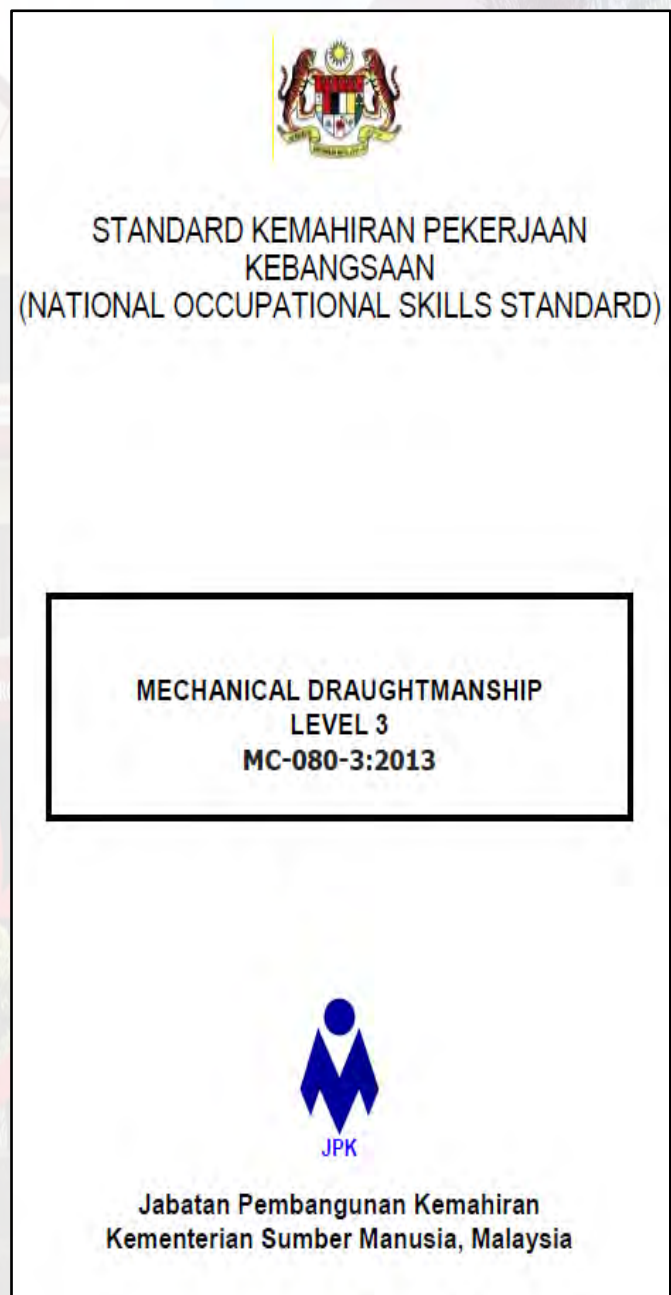 STANDARD KEMAHIRAN PEKERJAAN
KEBANGSAAN
(NATIONAL OCCUPATIONAL SKILLS STANDARD)
MECHANICAL DRAUGHTMANSHIP
LEVEL 3
MC-080-3:2013
JPK
Jabatan Pembangunan Kemahiran
Kementerian Sumber Manusia, Malaysia